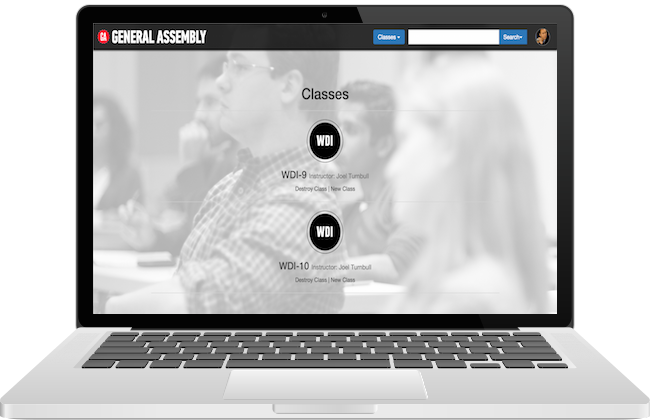 GA GENERAL ASSEMBLY Classes Search
Classes
WDI
WDI-9 Instructor: Joel Turnbull
Destroy Class | New Class
WDI
WDI-10 Instructor: Joel Turnbull
Destroy Class | New Class